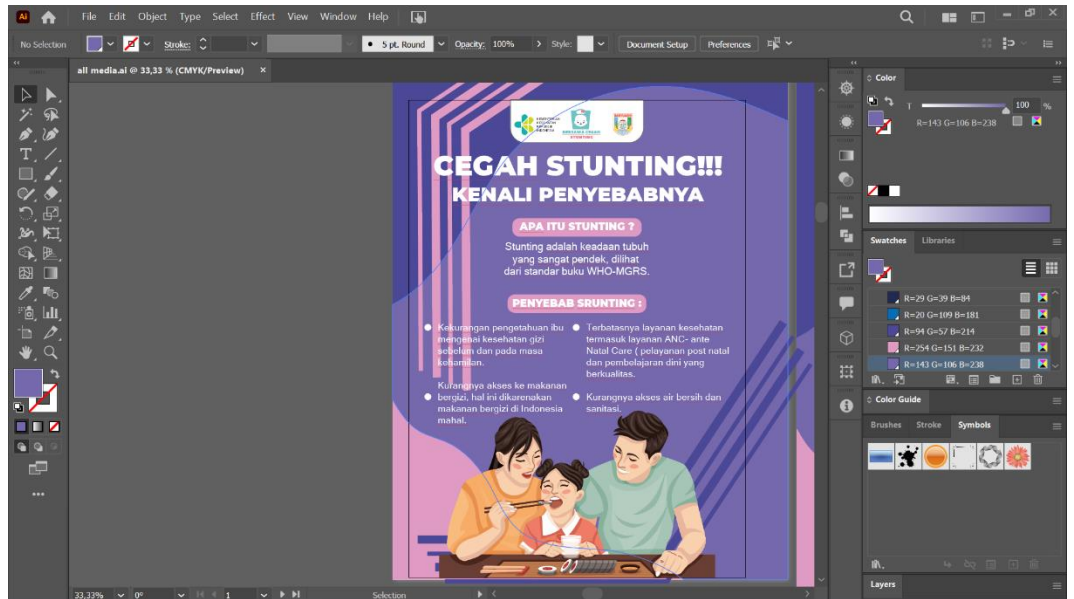 Ai File Edit Object Type Select Effect View Window Help
No Selection Stroke: 5 pt. Round Opacity: 100% Style: Document Setup Preferences
all media.ai @ 33,33 % (CMYK/Preview) ×
CEGAH STUNTING!!!
KENALI PENYEBABNYA
APA ITU STUNTING ?
Stunting adalah keadaan tubuh
yang sangat pendek, dilihat
dari standar buku WHO-MGRS.
PENYEBAB SRUNTING :
Kekurangan pengetahuan ibu
mengenai kesehatan gizi
sebelum dan pada masa
kehamilan.
Kurangnya akses ke makanan
bergizi, hal ini dikarenakan
makanan bergizi di Indonesia
mahal.
Terbatasnya layanan kesehatan
termasuk layanan ANC- ante
Natal Care ( pelayanan post natal
dan pembelajaran dini yang
berkualitas.
Kurangnya akses air bersih dan
sanitasi.
Color
T 100 %
R=143 G=106 B=238
Swatches Libraries
R=29 G=39 B=84
R=20 G=109 B=181
R=94 G=57 B=214
R=254 G=151 B=232
R=143 G=106 B=238
Color Guide
Brushes Stroke Symbols
Layers
33,33% 0° 1 Selection